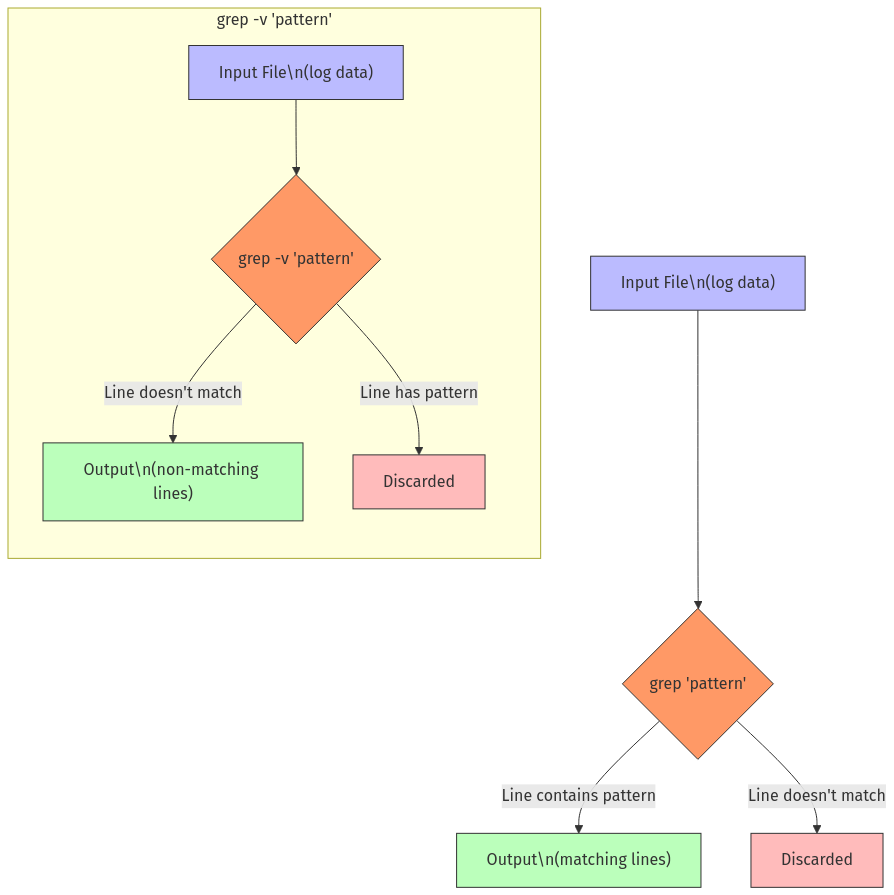 grep -v 'pattern'
Input File\n(log data)
grep -v 'pattern'
Line doesn't match
Line has pattern
Output\n(non-matching
lines)
Discarded
Input File\n(log data)
grep 'pattern'
Line contains pattern
Line doesn't match
Output\n(matching lines)
Discarded